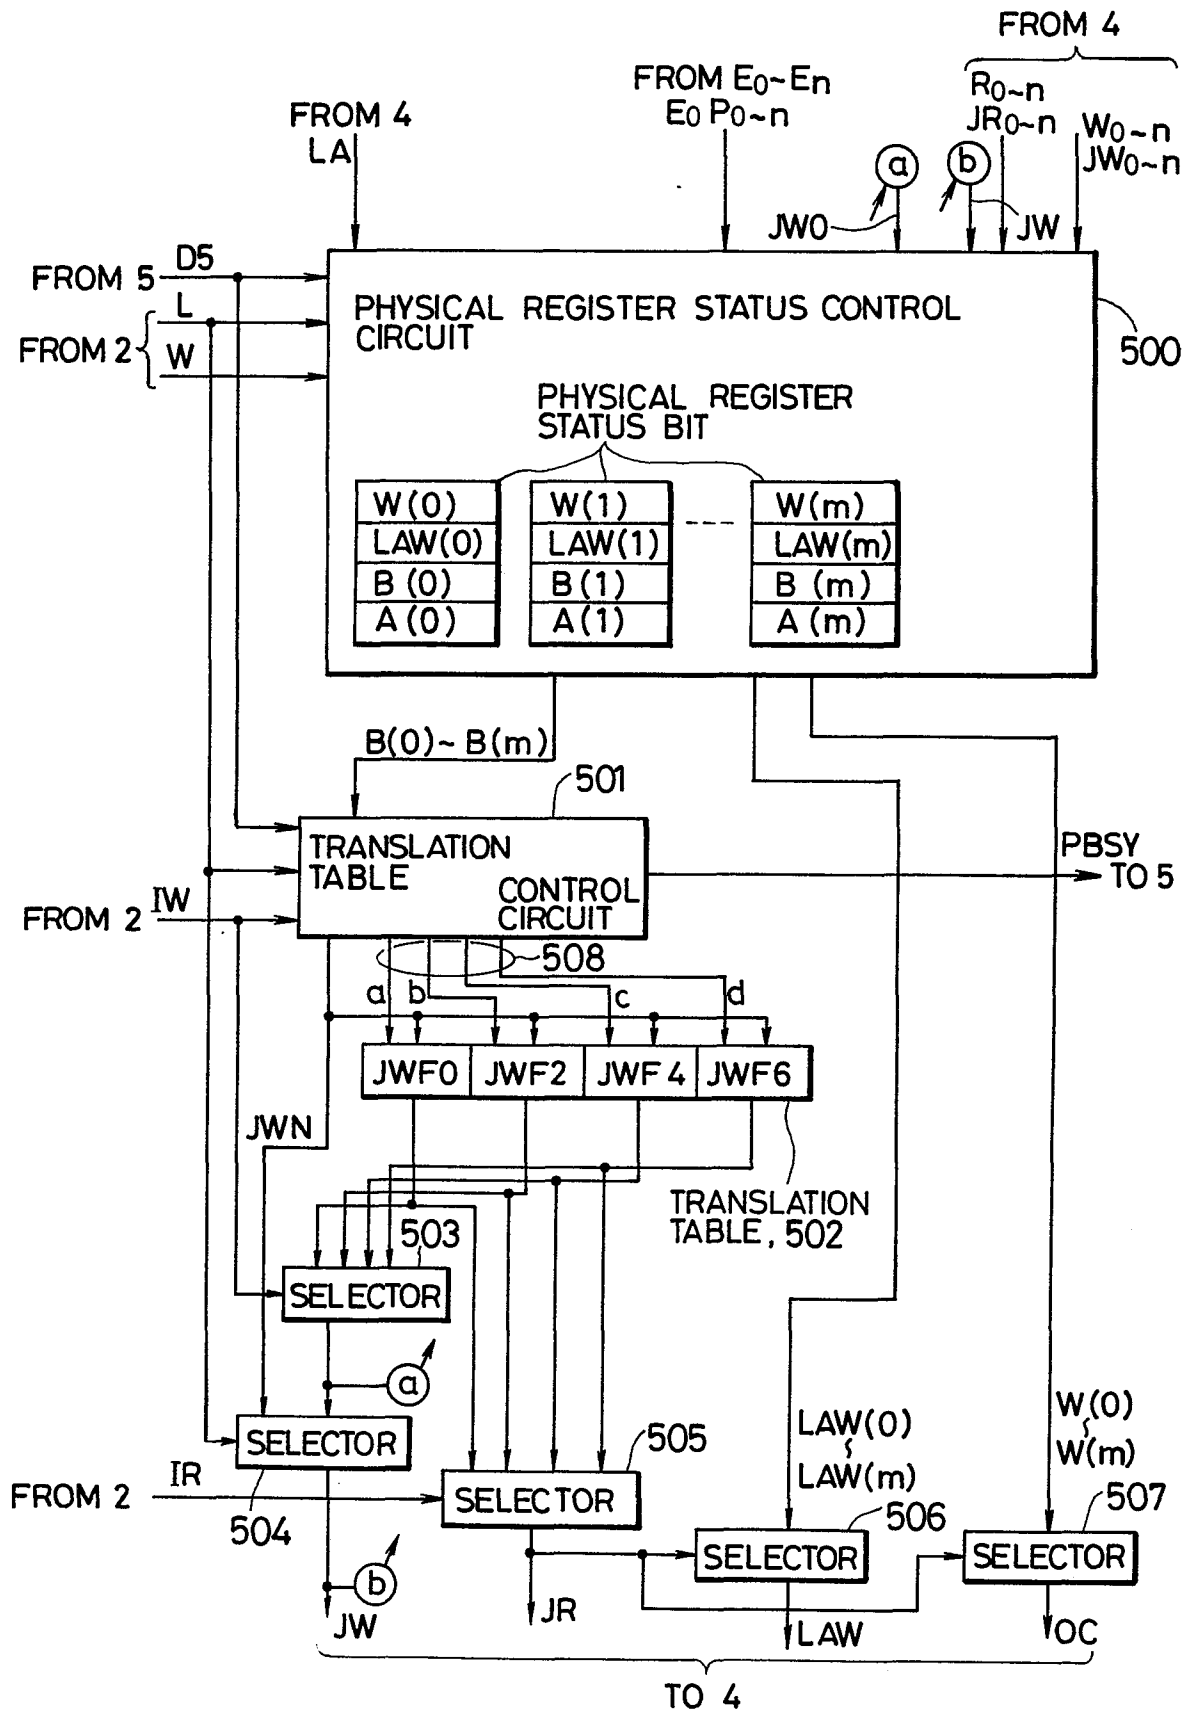 FROM 4
FROM E0~En
E0 P0~n
R0~n
JR0~n
W0~n
JW0~n
FROM 4
LA
a
b
JW0
JW
FROM 5
D5
L
FROM 2
W
PHYSICAL REGISTER STATUS CONTROL
CIRCUIT
500
PHYSICAL REGISTER
STATUS BIT
W(0)
LAW(0)
B(0)
A(0)
W(1)
LAW(1)
B(1)
A(1)
----
W(m)
LAW(m)
B(m)
A(m)
B(0)~B(m)
501
TRANSLATION
TABLE
CONTROL
CIRCUIT
PBSY
TO 5
FROM 2
IW
508
a
b
c
d
JWF0
JWF2
JWF4
JWF6
JWN
TRANSLATION
TABLE, 502
503
SELECTOR
a
SELECTOR
504
505
SELECTOR
FROM 2
IR
LAW(0)
~
LAW(m)
W(0)
~
W(m)
506
SELECTOR
507
SELECTOR
b
JW
JR
LAW
OC
TO 4